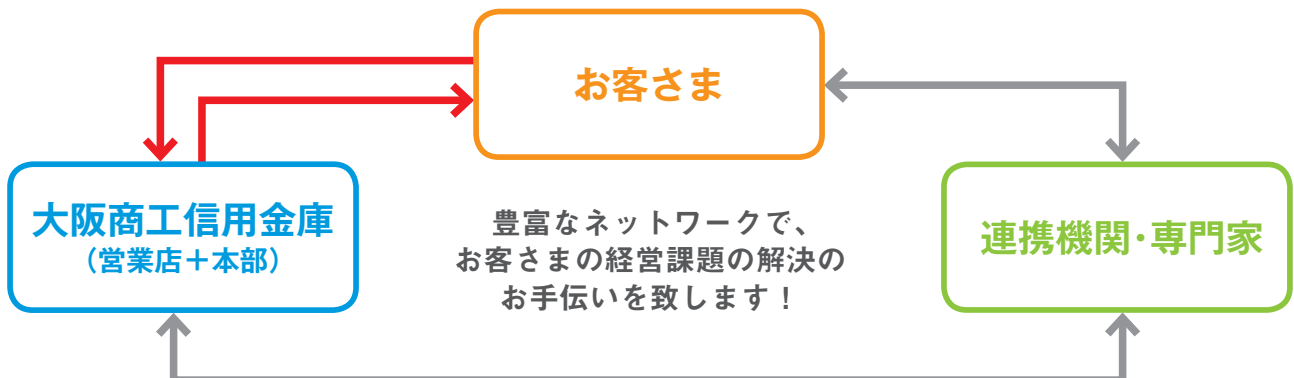 お客さま
大阪商工信用金庫
（営業店＋本部）
豊富なネットワークで、
お客さまの経営課題の解決の
お手伝いを致します！
連携機関・専門家